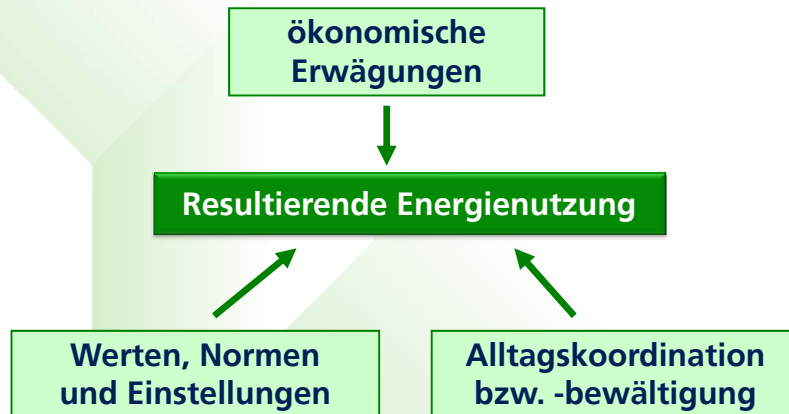 ökonomische
Erwägungen
Resultierende Energienutzung
Werten, Normen
und Einstellungen
Alltagskoordination
bzw. -bewältigung